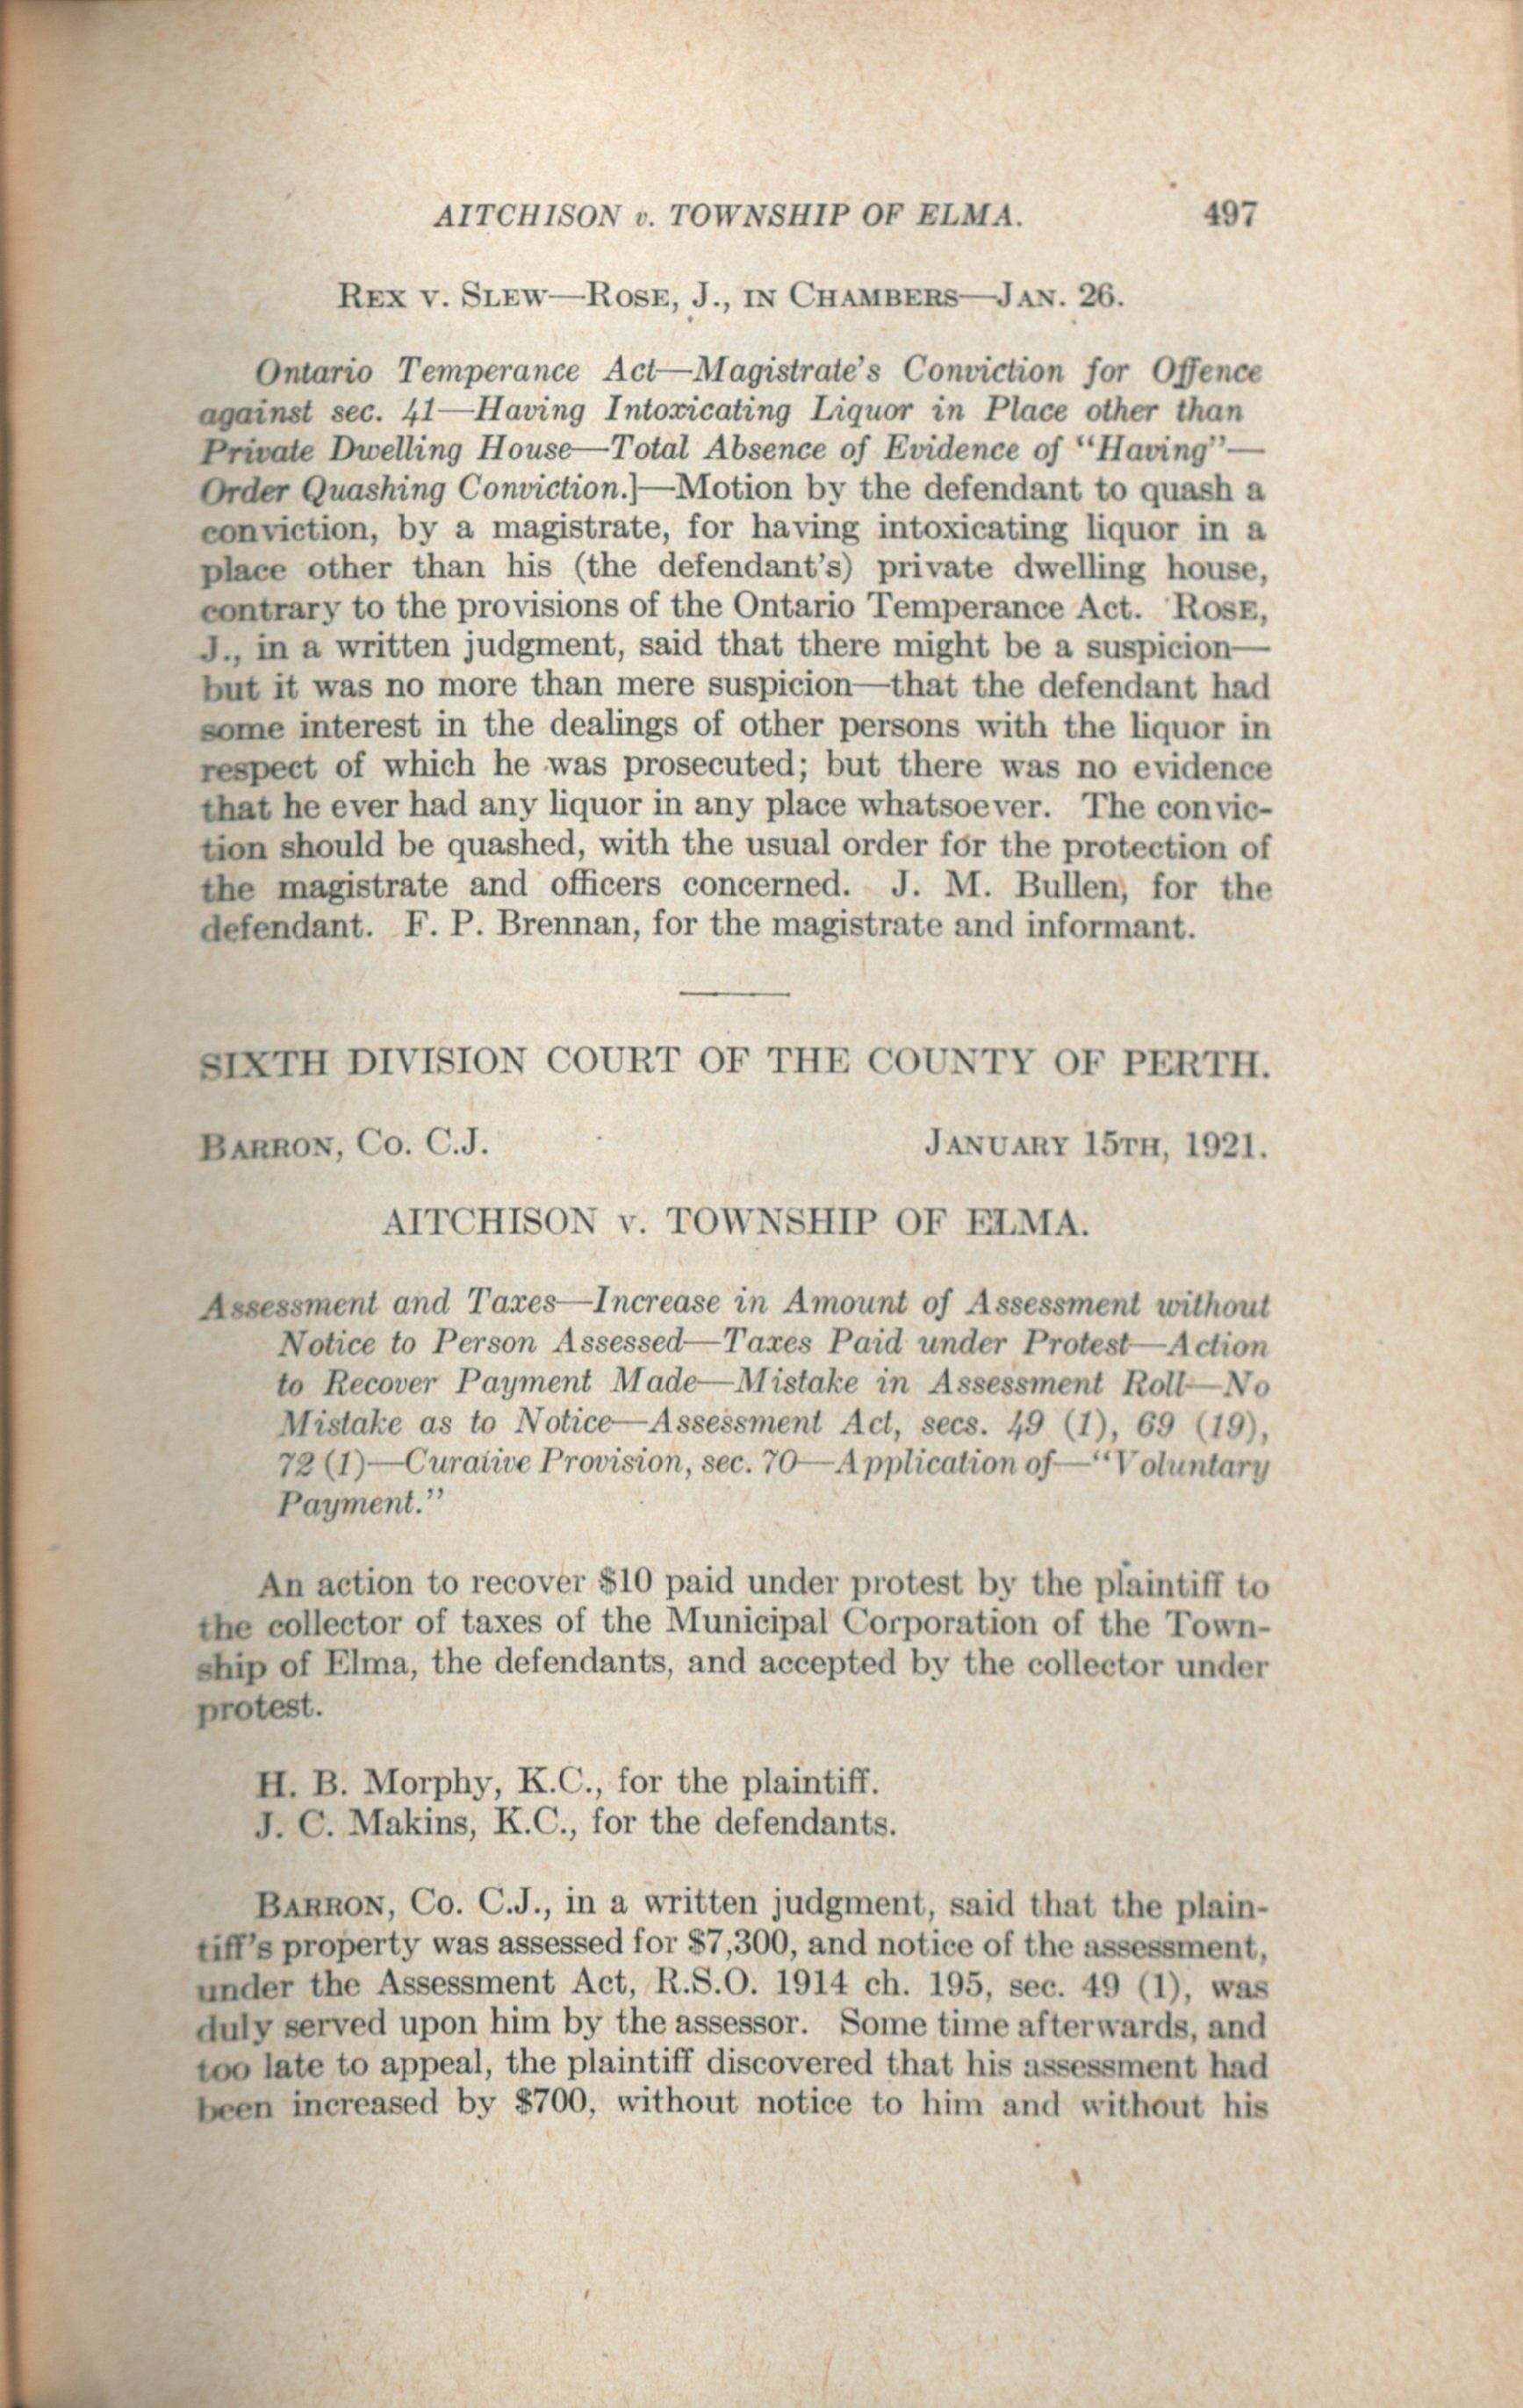 AITCHISON v. TOWNSHIP OF ELMA. 497
REX V. SLEW—ROSE, J., IN CHAMBERS—JAN. 26.
Ontario Temperance Act—Magistrate's Conviction for Offence
against sec. 41—Having Intoxicating Liquor in Place other than
Private Dwelling House—Total Absence of Evidence of "Having"—
Order Quashing Conviction.]—Motion by the defendant to quash a
conviction, by a magistrate, for having intoxicating liquor in a
place other than his (the defendant's) private dwelling house,
contrary to the provisions of the Ontario Temperance Act. ROSE,
J., in a written judgment, said that there might be a suspicion—
but it was no more than mere suspicion—that the defendant had
some interest in the dealings of other persons with the liquor in
respect of which he was prosecuted; but there was no evidence
that he ever had any liquor in any place whatsoever. The convic-
tion should be quashed, with the usual order for the protection of
the magistrate and officers concerned. J. M. Bullen, for the
defendant. F. P. Brennan, for the magistrate and informant.
SIXTH DIVISION COURT OF THE COUNTY OF PERTH.
BARRON, CO. C.J. JANUARY 15TH, 1921.
AITCHISON v. TOWNSHIP OF ELMA.
Assessment and Taxes—Increase in Amount of Assessment without
Notice to Person Assessed—Taxes Paid under Protest—Action
to Recover Payment Made—Mistake in Assessment Roll—No
Mistake as to Notice—Assessment Act, secs. 49 (1), 69 (19),
72 (1)—Curative Provision, sec. 70—Application of—"Voluntary
Payment."
An action to recover $10 paid under protest by the plaintiff to
the collector of taxes of the Municipal Corporation of the Town-
ship of Elma, the defendants, and accepted by the collector under
protest.
H. B. Morphy, K.C., for the plaintiff.
J. C. Makins, K.C., for the defendants.
BARRON, CO. C.J., in a written judgment, said that the plain-
tiff's property was assessed for $7,300, and notice of the assessment,
under the Assessment Act, R.S.O. 1914 ch. 195, sec. 49 (1), was
duly served upon him by the assessor. Some time afterwards, and
too late to appeal, the plaintiff discovered that his assessment had
been increased by $700, without notice to him and without his